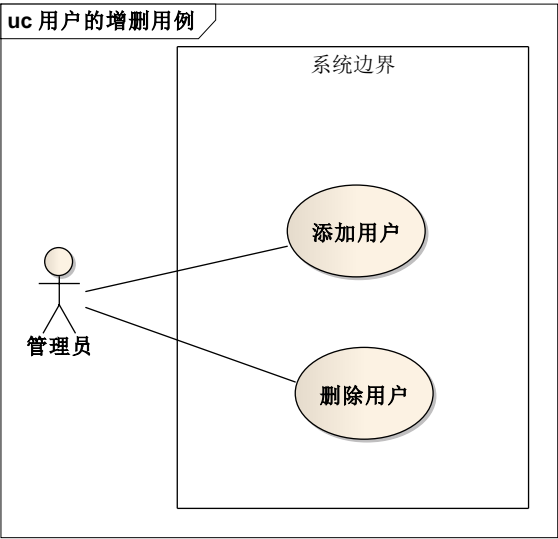 uc 用户的增删用例
系统边界
添加用户
管理员
删除用户